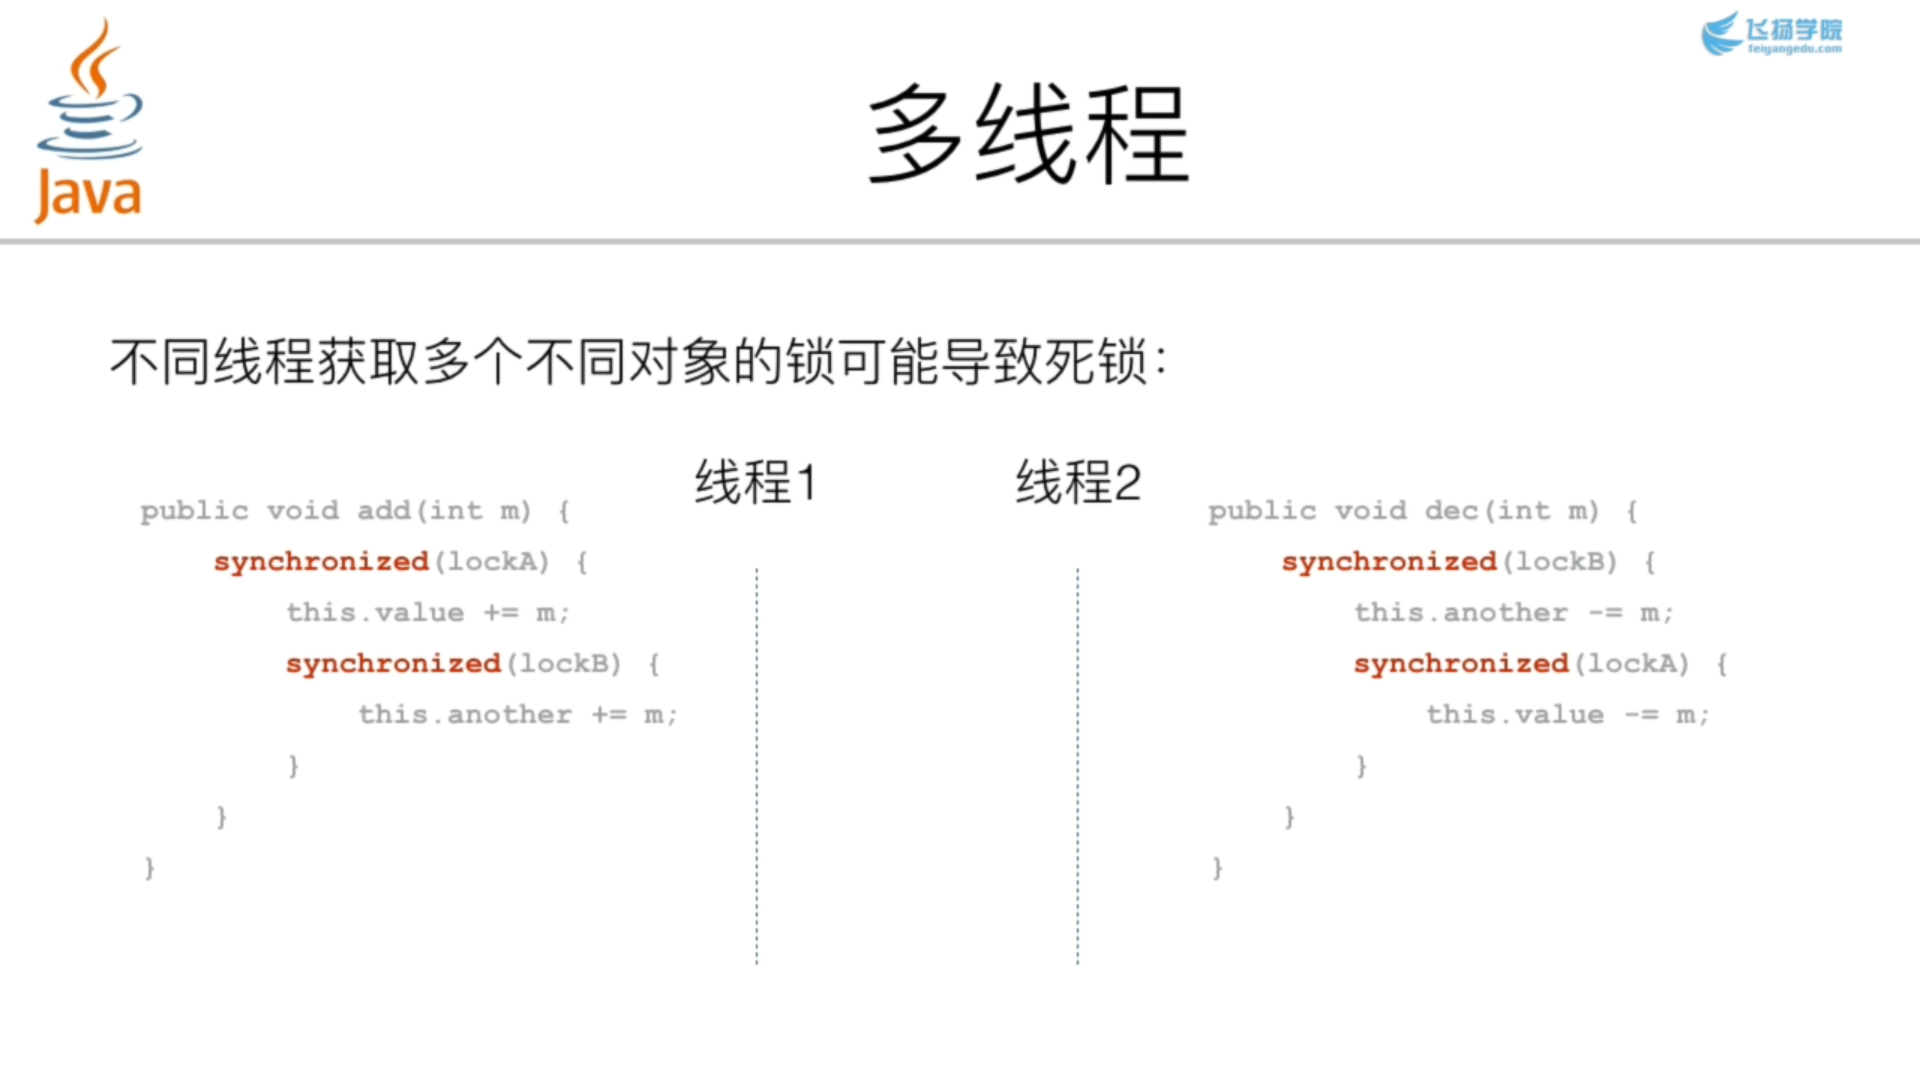 Java
飞扬学院
feiyangedu.com
多线程
不同线程获取多个不同对象的锁可能导致死锁：
线程1
线程2
public void add(int m) {
    synchronized(lockA) {
        this.value += m;
        synchronized(lockB) {
            this.another += m;
        }
    }
}
public void dec(int m) {
    synchronized(lockB) {
        this.another -= m;
        synchronized(lockA) {
            this.value -= m;
        }
    }
}